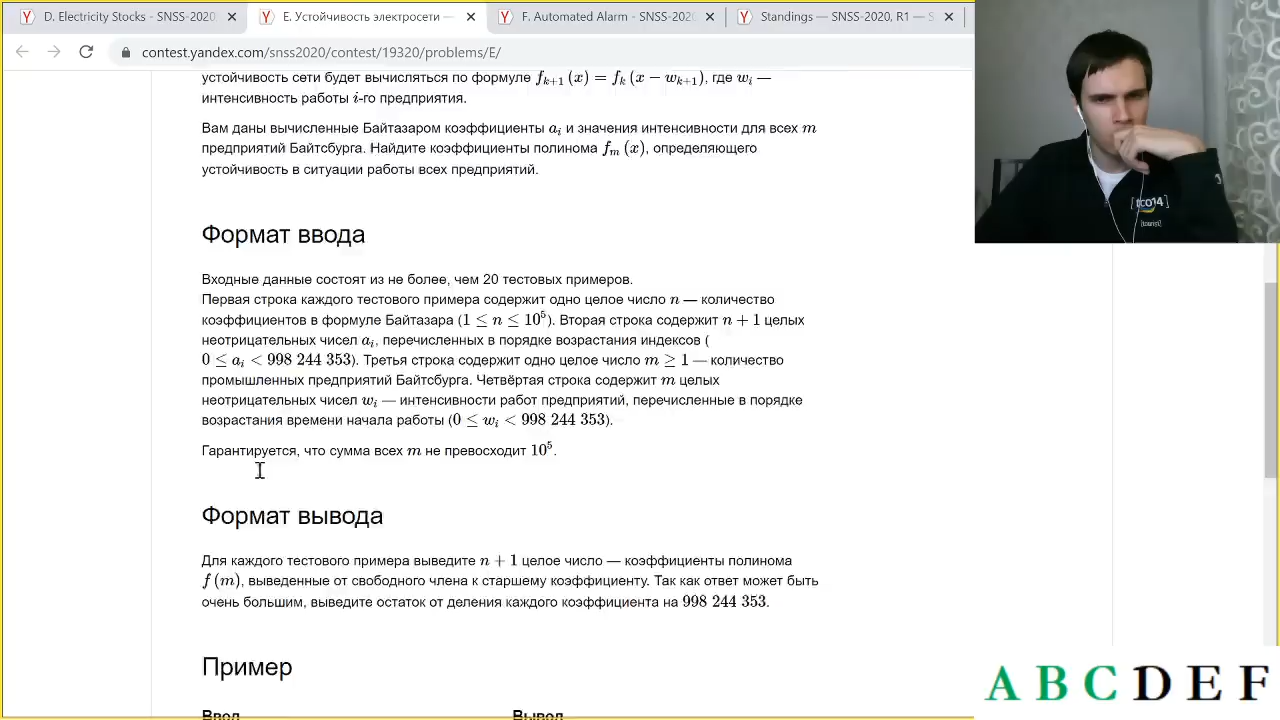 D. Electricity Stocks - SNSS-2020
E. Устойчивость электросети —
F. Automated Alarm - SNSS-202
Standings — SNSS-2020, R1 — S
contest.yandex.com/snss2020/contest/19320/problems/E/
устойчивость сети будет вычисляться по формуле f_{k+1}(x) = f_k(x − w_{k+1}), где w_i —
интенсивность работы i-го предприятия.
Вам даны вычисленные Байтазаром коэффициенты a_i и значения интенсивности для всех m
предприятий Байтсбурга. Найдите коэффициенты полинома f_m(x), определяющего
устойчивость в ситуации работы всех предприятий.
Формат ввода
Входные данные состоят из не более, чем 20 тестовых примеров.
Первая строка каждого тестового примера содержит одно целое число n — количество
коэффициентов в формуле Байтазара (1 ≤ n ≤ 10^5). Вторая строка содержит n + 1 целых
неотрицательных чисел a_i, перечисленных в порядке возрастания индексов (
0 ≤ a_i < 998 244 353). Третья строка содержит одно целое число m ≥ 1 — количество
промышленных предприятий Байтсбурга. Четвёртая строка содержит m целых
неотрицательных чисел w_i — интенсивности работ предприятий, перечисленные в порядке
возрастания времени начала работы (0 ≤ w_i < 998 244 353).
Гарантируется, что сумма всех m не превосходит 10^5.
Формат вывода
Для каждого тестового примера выведите n + 1 целое число — коэффициенты полинома
f(m), выведенные от свободного члена к старшему коэффициенту. Так как ответ может быть
очень большим, выведите остаток от деления каждого коэффициента на 998 244 353.
Пример
Ввод
Вывод
[tco14]
[tourist]
A B C D E F